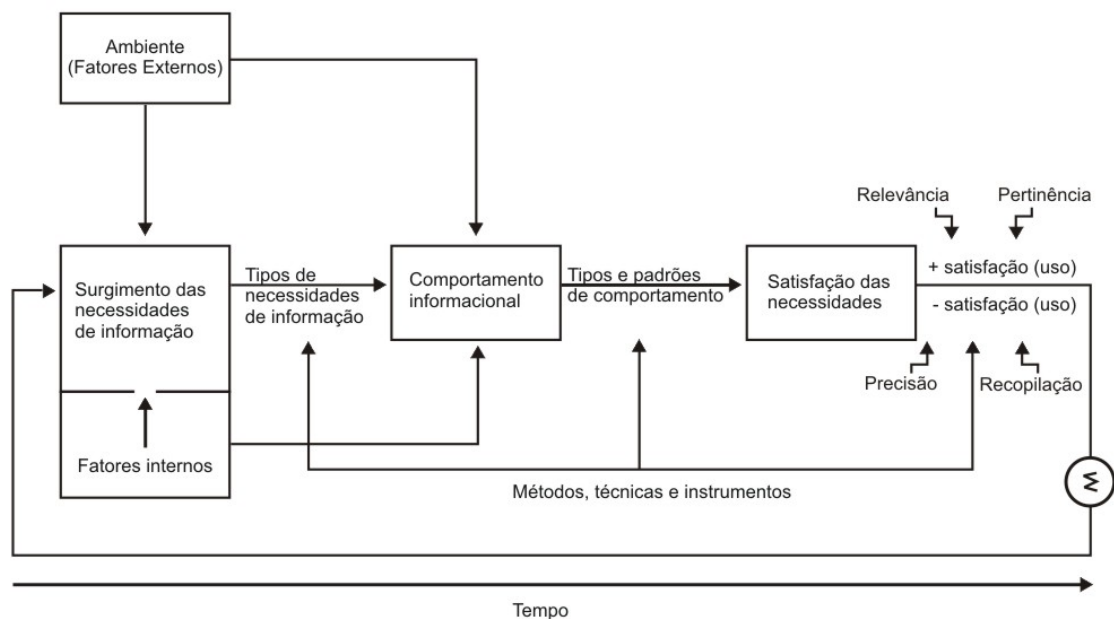 Ambiente
(Fatores Externos)
Relevância
Pertinência
Surgimento das
necessidades
de informação
Tipos de
necessidades
de informação
Comportamento
informacional
Tipos e padrões
de comportamento
Satisfação das
necessidades
+ satisfação (uso)
- satisfação (uso)
Precisão
Recopilação
Fatores internos
Métodos, técnicas e instrumentos
Σ
Tempo